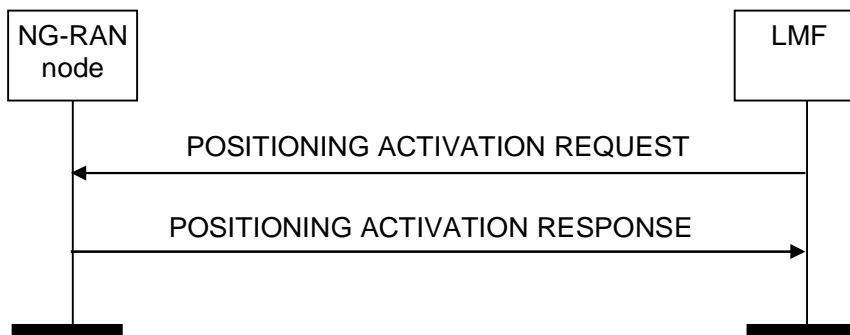 NG-RAN
node
LMF
POSITIONING ACTIVATION REQUEST
POSITIONING ACTIVATION RESPONSE